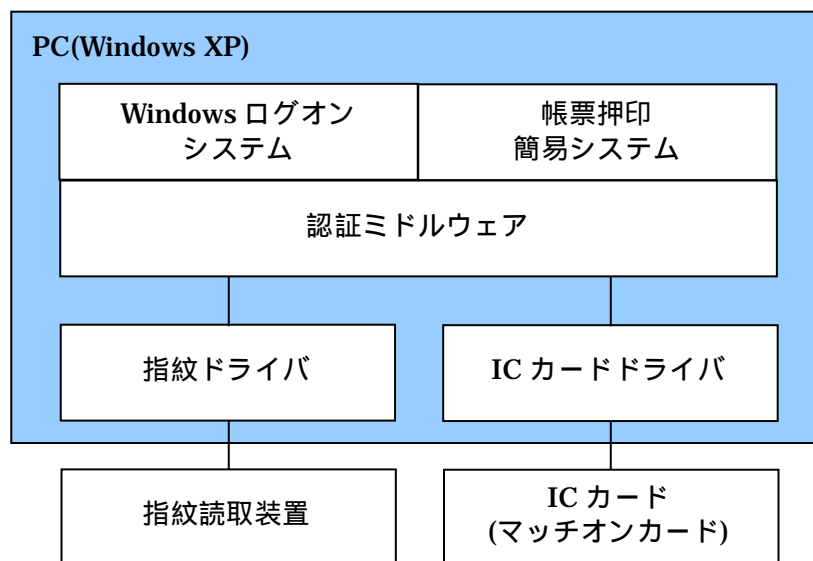 PC(Windows XP)
Windows ログオン
システム
帳票押印
簡易システム
認証ミドルウェア
指紋ドライバ
IC カードドライバ
指紋読取装置
IC カード
(マッチオンカード)